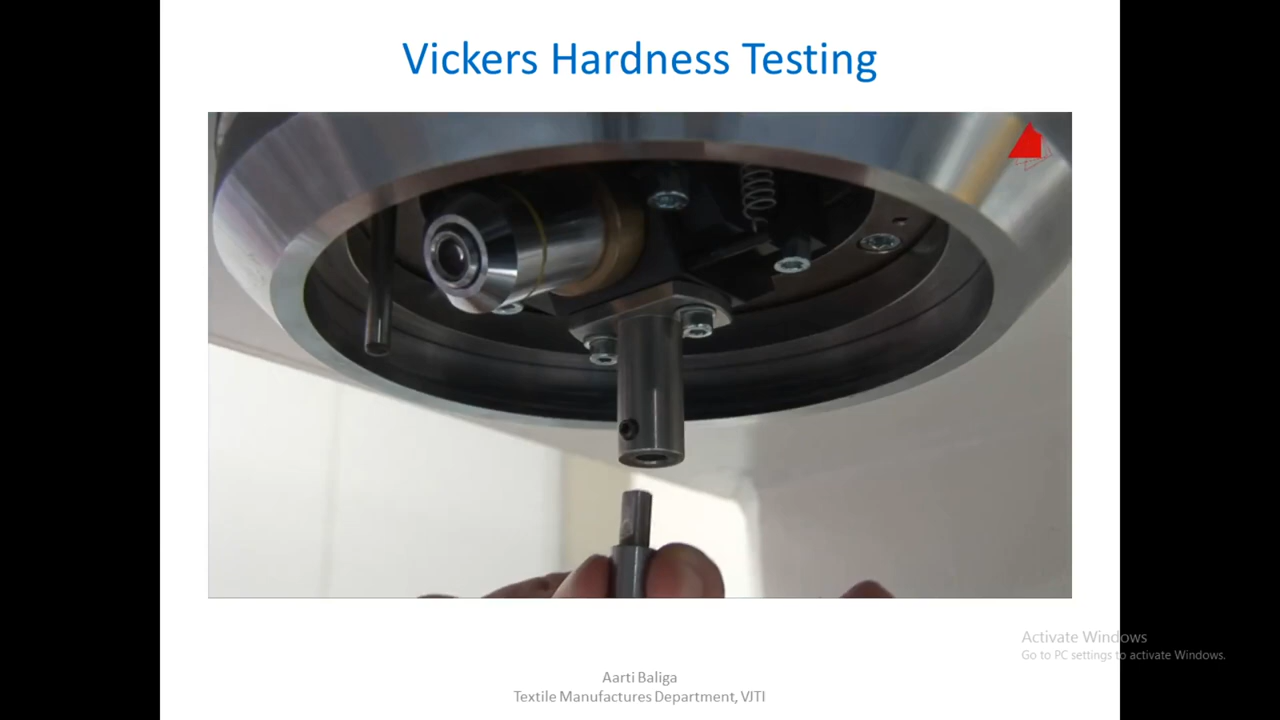 Vickers Hardness Testing
Activate Windows
Go to PC settings to activate Windows.
Aarti Baliga
Textile Manufactures Department, VJTI